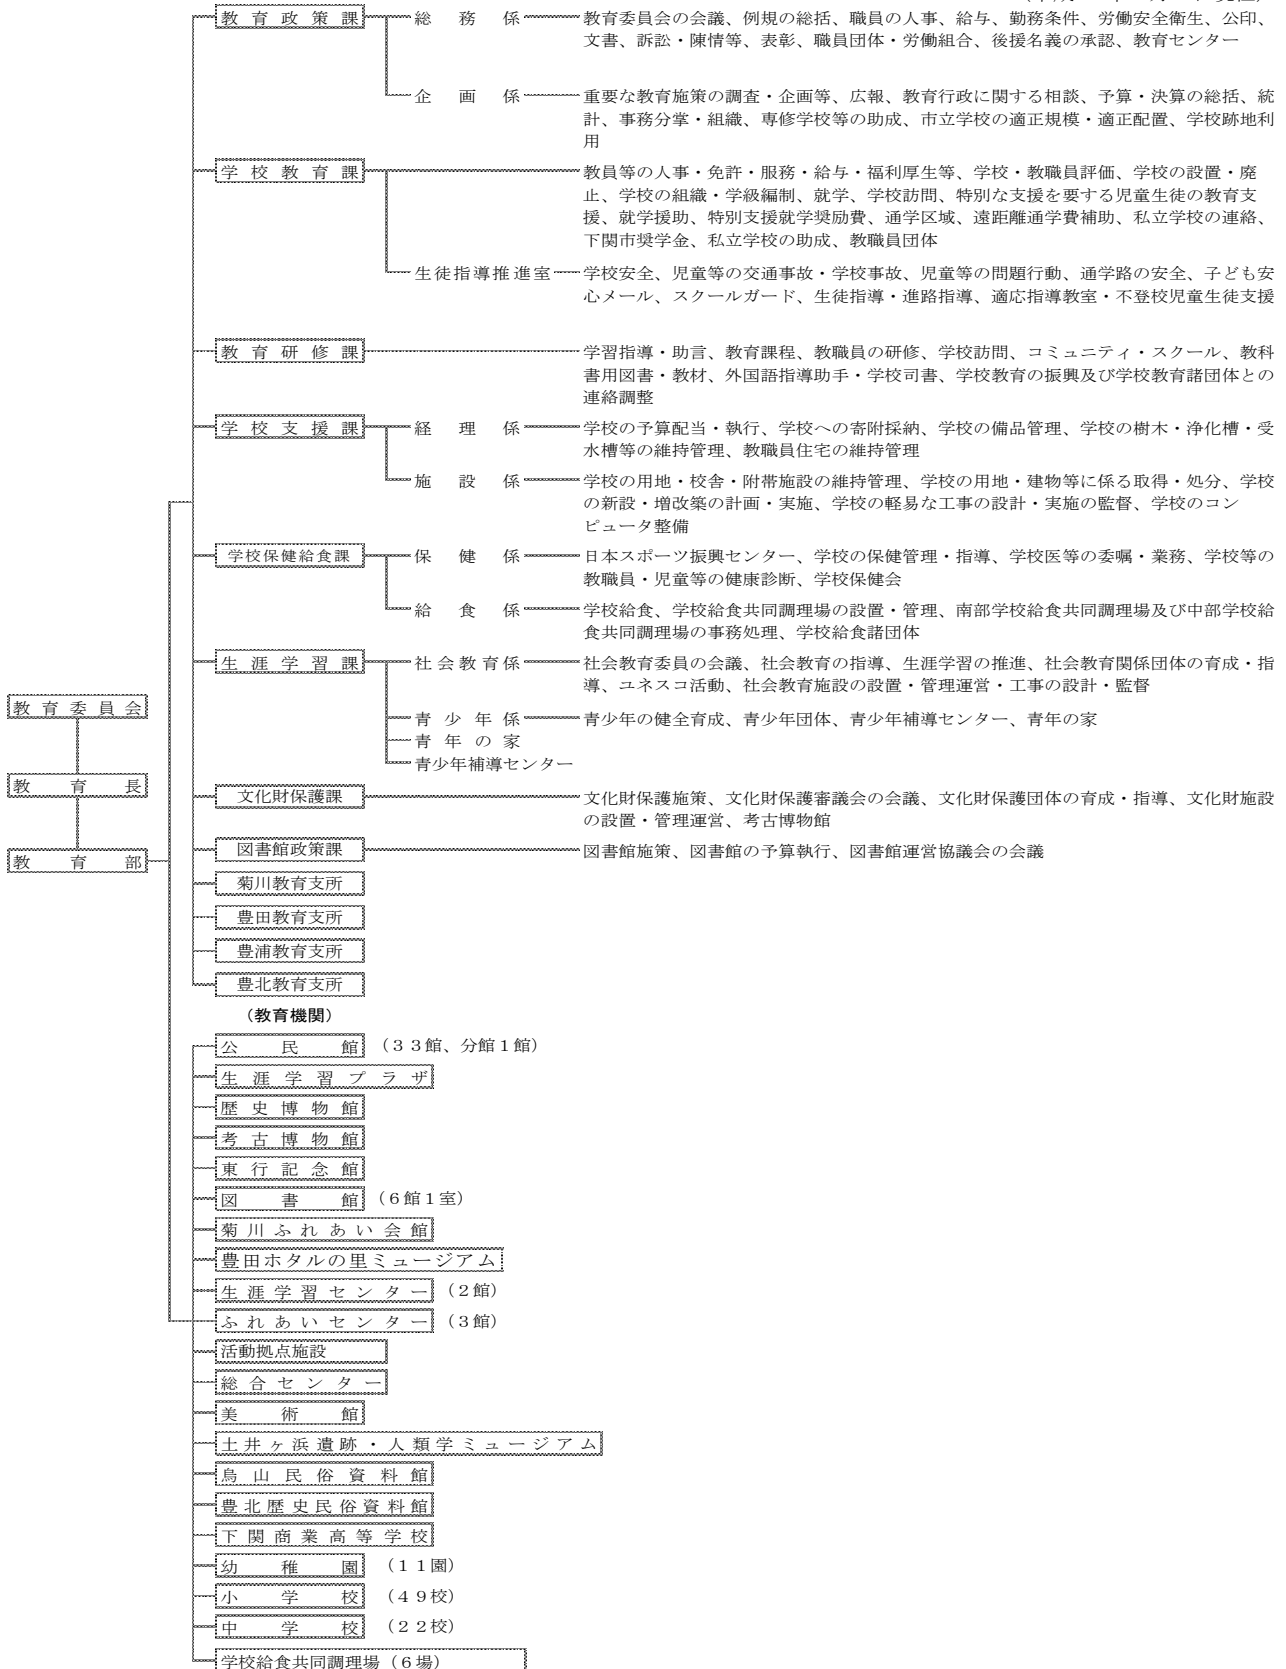 教育政策課 総務係 教育委員会の会議、例規の総括、職員の人事、給与、勤務条件、労働安全衛生、公印、
文書、訴訟・陳情等、表彰、職員団体・労働組合、後援名義の承認、教育センター
企画係 重要な教育施策の調査・企画等、広報、教育行政に関する相談、予算・決算の総括、統
計、事務分掌・組織、専修学校等の助成、市立学校の適正規模・適正配置、学校跡地利
用
学校教育課 教員等の人事・免許・服務・給与・福利厚生等、学校・教職員評価、学校の設置・廃
止、学校の組織・学級編制、就学、学校訪問、特別な支援を要する児童生徒の教育支
援、就学援助、特別支援就学奨励費、通学区域、遠距離通学費補助、私立学校の連絡、
下関市奨学金、私立学校の助成、教職員団体
生徒指導推進室 学校安全、児童等の交通事故・学校事故、児童等の問題行動、通学路の安全、子ども安
心メール、スクールガード、生徒指導・進路指導、適応指導教室・不登校児童生徒支援
教育研修課 学習指導・助言、教育課程、教職員の研修、学校訪問、コミュニティ・スクール、教科
書用図書・教材、外国語指導助手・学校司書、学校教育の振興及び学校教育諸団体との
連絡調整
学校支援課 経理係 学校の予算配当・執行、学校への寄附採納、学校の備品管理、学校の樹木・浄化槽・受
水槽等の維持管理、教職員住宅の維持管理
施設係 学校の用地・校舎・附帯施設の維持管理、学校の用地・建物等に係る取得・処分、学校
の新設・増改築の計画・実施、学校の軽易な工事の設計・実施の監督、学校のコン
ピュータ整備
学校保健給食課 保健係 日本スポーツ振興センター、学校の保健管理・指導、学校医等の委嘱・業務、学校等の
教職員・児童等の健康診断、学校保健会
給食係 学校給食、学校給食共同調理場の設置・管理、南部学校給食共同調理場及び中部学校給
食共同調理場の事務処理、学校給食諸団体
生涯学習課 社会教育係 社会教育委員の会議、社会教育の指導、生涯学習の推進、社会教育関係団体の育成・指
導、ユネスコ活動、社会教育施設の設置・管理運営・工事の設計・監督
教育委員会
青少年係 青少年の健全育成、青少年団体、青少年補導センター、青年の家
青年の家
青少年補導センター
教育長
文化財保護課 文化財保護施策、文化財保護審議会の会議、文化財保護団体の育成・指導、文化財施設
の設置・管理運営、考古博物館
教育部
図書館政策課 図書館施策、図書館の予算執行、図書館運営協議会の会議
菊川教育支所
豊田教育支所
豊浦教育支所
豊北教育支所
（教育機関）
公民館 （３３館、分館１館）
生涯学習プラザ
歴史博物館
考古博物館
東行記念館
図書館 （６館１室）
菊川ふれあい会館
豊田ホタルの里ミュージアム
生涯学習センター （２館）
ふれあいセンター （３館）
活動拠点施設
総合センター
美術館
土井ヶ浜遺跡・人類学ミュージアム
烏山民俗資料館
豊北歴史民俗資料館
下関商業高等学校
幼稚園 （１１園）
小学校 （４９校）
中学校 （２２校）
学校給食共同調理場（６場）